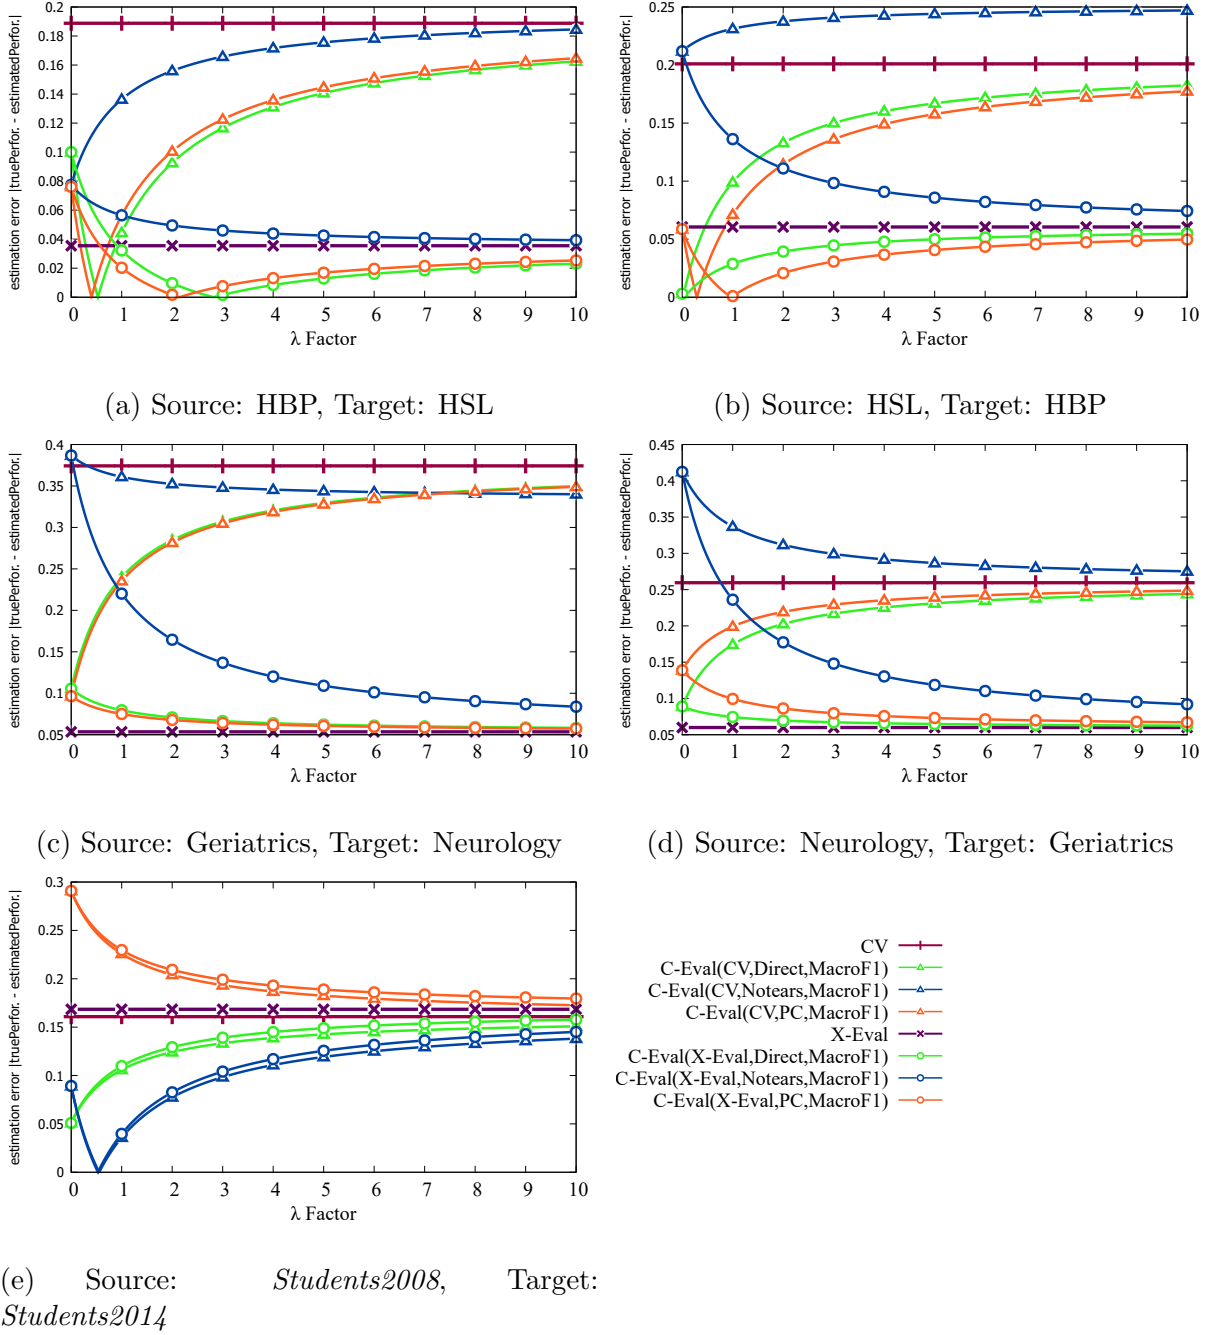 0.2
0.18
0.16
0.14
0.12
0.1
0.08
0.06
0.04
0.02
0
estimation error |truePerfor. - estimatedPerfor.|
0 1 2 3 4 5 6 7 8 9 10
λ Factor
(a) Source: HBP, Target: HSL
0.25
0.2
0.15
0.1
0.05
0
estimation error |truePerfor. - estimatedPerfor.|
0 1 2 3 4 5 6 7 8 9 10
λ Factor
(b) Source: HSL, Target: HBP
0.4
0.35
0.3
0.25
0.2
0.15
0.1
0.05
estimation error |truePerfor. - estimatedPerfor.|
0 1 2 3 4 5 6 7 8 9 10
λ Factor
(c) Source: Geriatrics, Target: Neurology
0.45
0.4
0.35
0.3
0.25
0.2
0.15
0.1
0.05
estimation error |truePerfor. - estimatedPerfor.|
0 1 2 3 4 5 6 7 8 9 10
λ Factor
(d) Source: Neurology, Target: Geriatrics
0.3
0.25
0.2
0.15
0.1
0.05
0
estimation error |truePerfor. - estimatedPerfor.|
0 1 2 3 4 5 6 7 8 9 10
λ Factor
CV
C-Eval(CV,Direct,MacroF1)
C-Eval(CV,Notears,MacroF1)
C-Eval(CV,PC,MacroF1)
X-Eval
C-Eval(X-Eval,Direct,MacroF1)
C-Eval(X-Eval,Notears,MacroF1)
C-Eval(X-Eval,PC,MacroF1)
(e) Source: Students2008, Target:
Students2014